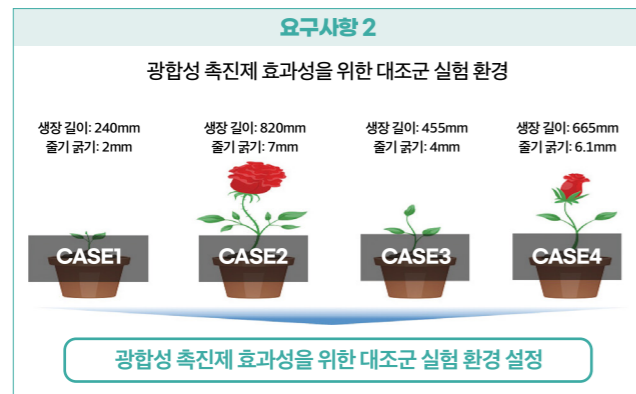 요구사항 2
광합성 촉진제 효과성을 위한 대조군 실험 환경
생장 길이: 240mm
줄기 굵기: 2mm
생장 길이: 820mm
줄기 굵기: 7mm
생장 길이: 455mm
줄기 굵기: 4mm
생장 길이: 665mm
줄기 굵기: 6.1mm
CASE1
CASE2
CASE3
CASE4
광합성 촉진제 효과성을 위한 대조군 실험 환경 설정